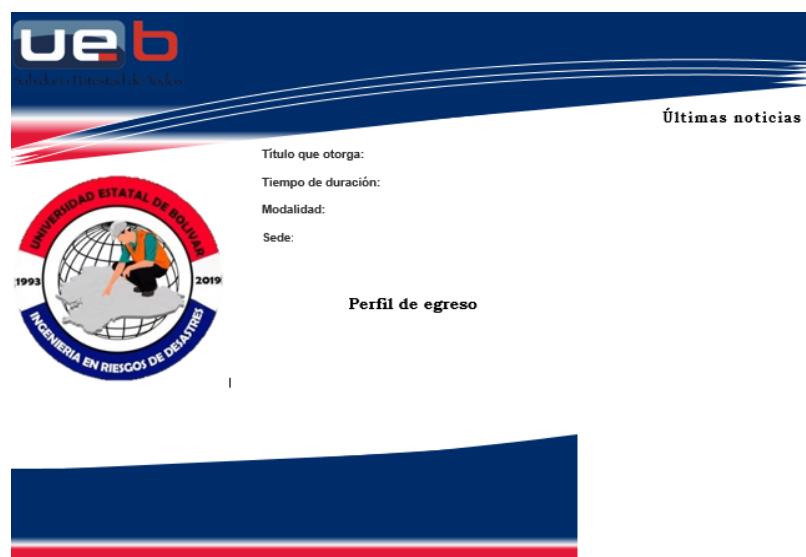 ueb
Últimas noticias
Título que otorga:
Tiempo de duración:
Modalidad:
Sede:
UNIVERSIDAD ESTATAL DE BOLIVAR
1993
2019
INGENIERIA EN RIESGOS DE DESASTRES
Perfil de egreso